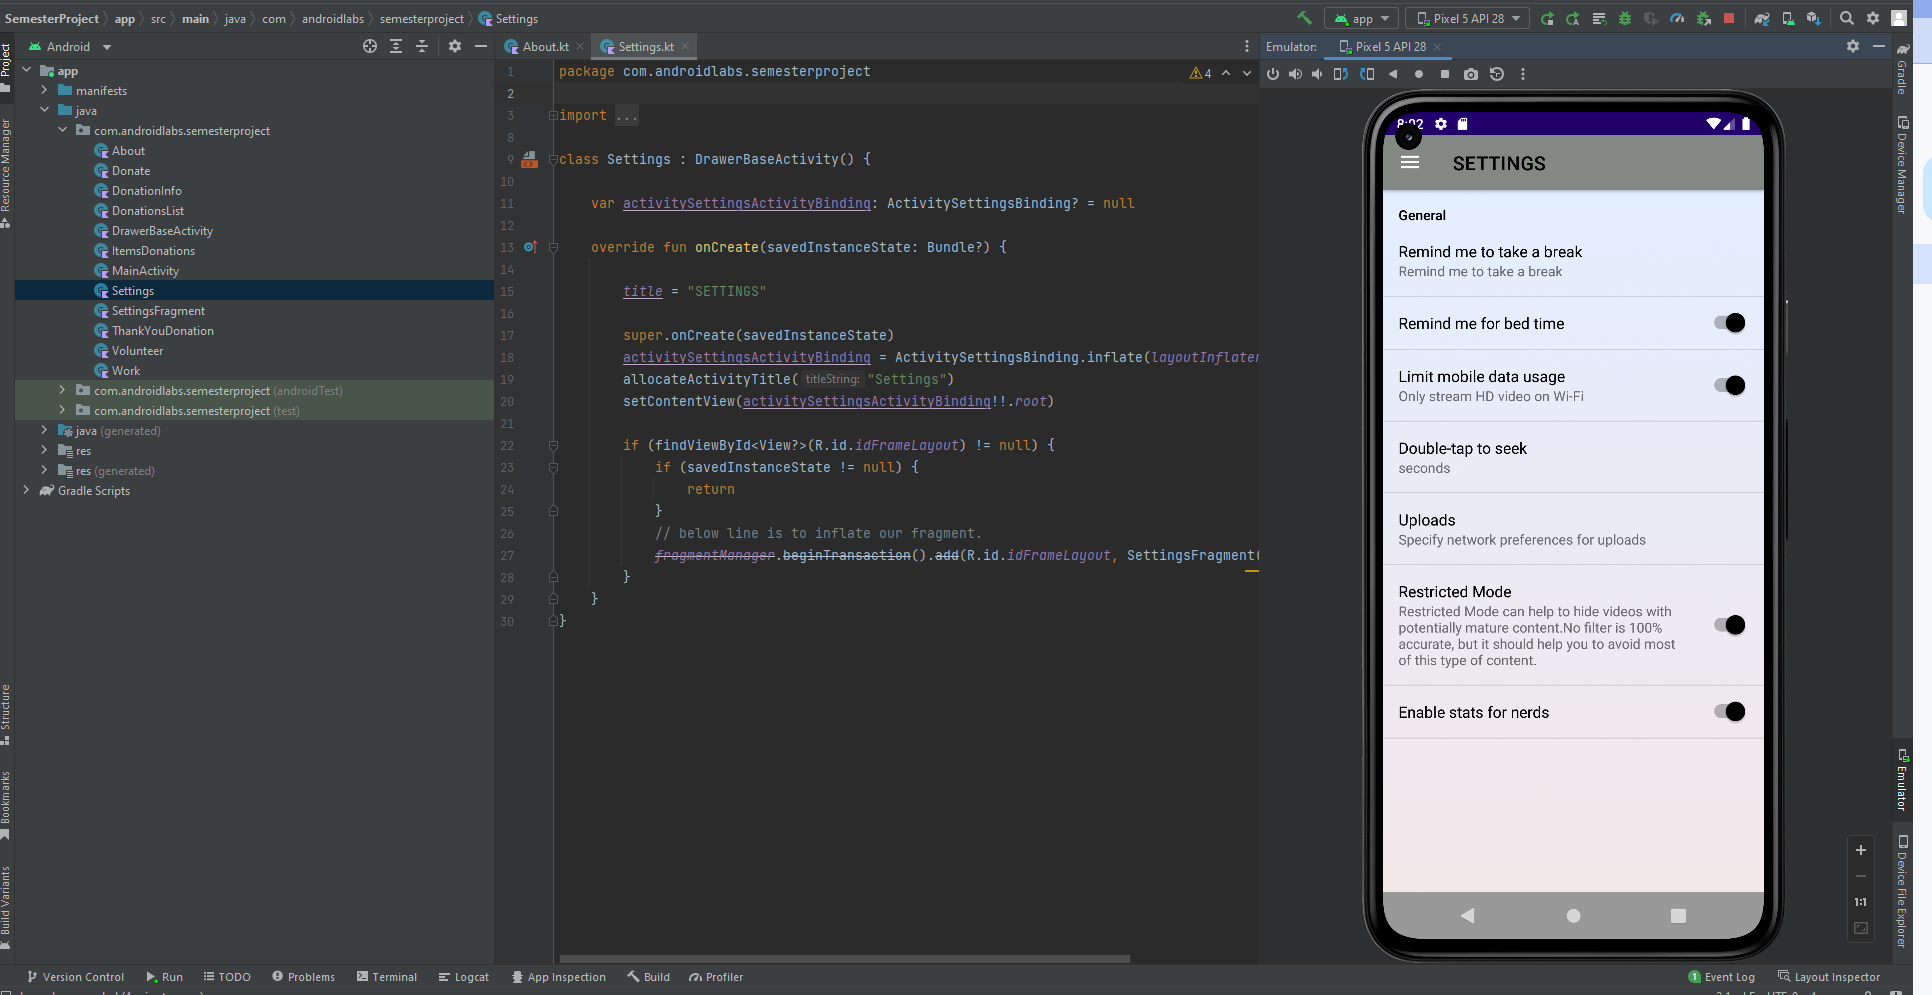 SemesterProject app src main java com androidlabs semesterproject Settings
app Pixel 5 API 28
Android
About.kt Settings.kt
Emulator: Pixel 5 API 28
Project
Resource Manager
Structure
Bookmarks
Build Variants
app
manifests
java
com.androidlabs.semesterproject
About
Donate
DonationInfo
DonationsList
DrawerBaseActivity
ItemsDonations
MainActivity
Settings
SettingsFragment
ThankYouDonation
Volunteer
Work
com.androidlabs.semesterproject (androidTest)
com.androidlabs.semesterproject (test)
java (generated)
res
res (generated)
Gradle Scripts
4
1 package com.androidlabs.semesterproject
2
3 import ...
8
9 class Settings : DrawerBaseActivity() {
10
11 var activitySettingsActivityBinding: ActivitySettingsBinding? = null
12
13 override fun onCreate(savedInstanceState: Bundle?) {
14
15 title = "SETTINGS"
16
17 super.onCreate(savedInstanceState)
18 activitySettingsActivityBinding = ActivitySettingsBinding.inflate(layoutInflater
19 allocateActivityTitle( titleString: "Settings")
20 setContentView(activitySettingsActivityBinding!!.root)
21
22 if (findViewById<View?>(R.id.idFrameLayout) != null) {
23 if (savedInstanceState != null) {
24 return
25 }
26 // below line is to inflate our fragment.
27 fragmentManager.beginTransaction().add(R.id.idFrameLayout, SettingsFragment(
28 }
29 }
30 }
8:02
SETTINGS
General
Remind me to take a break
Remind me to take a break
Remind me for bed time
Limit mobile data usage
Only stream HD video on Wi-Fi
Double-tap to seek
seconds
Uploads
Specify network preferences for uploads
Restricted Mode
Restricted Mode can help to hide videos with
potentially mature content.No filter is 100%
accurate, but it should help you to avoid most
of this type of content.
Enable stats for nerds
1:1
Gradle
Device Manager
Emulator
Device File Explorer
Version Control Run TODO Problems Terminal Logcat App Inspection Build Profiler
1 Event Log Layout Inspector